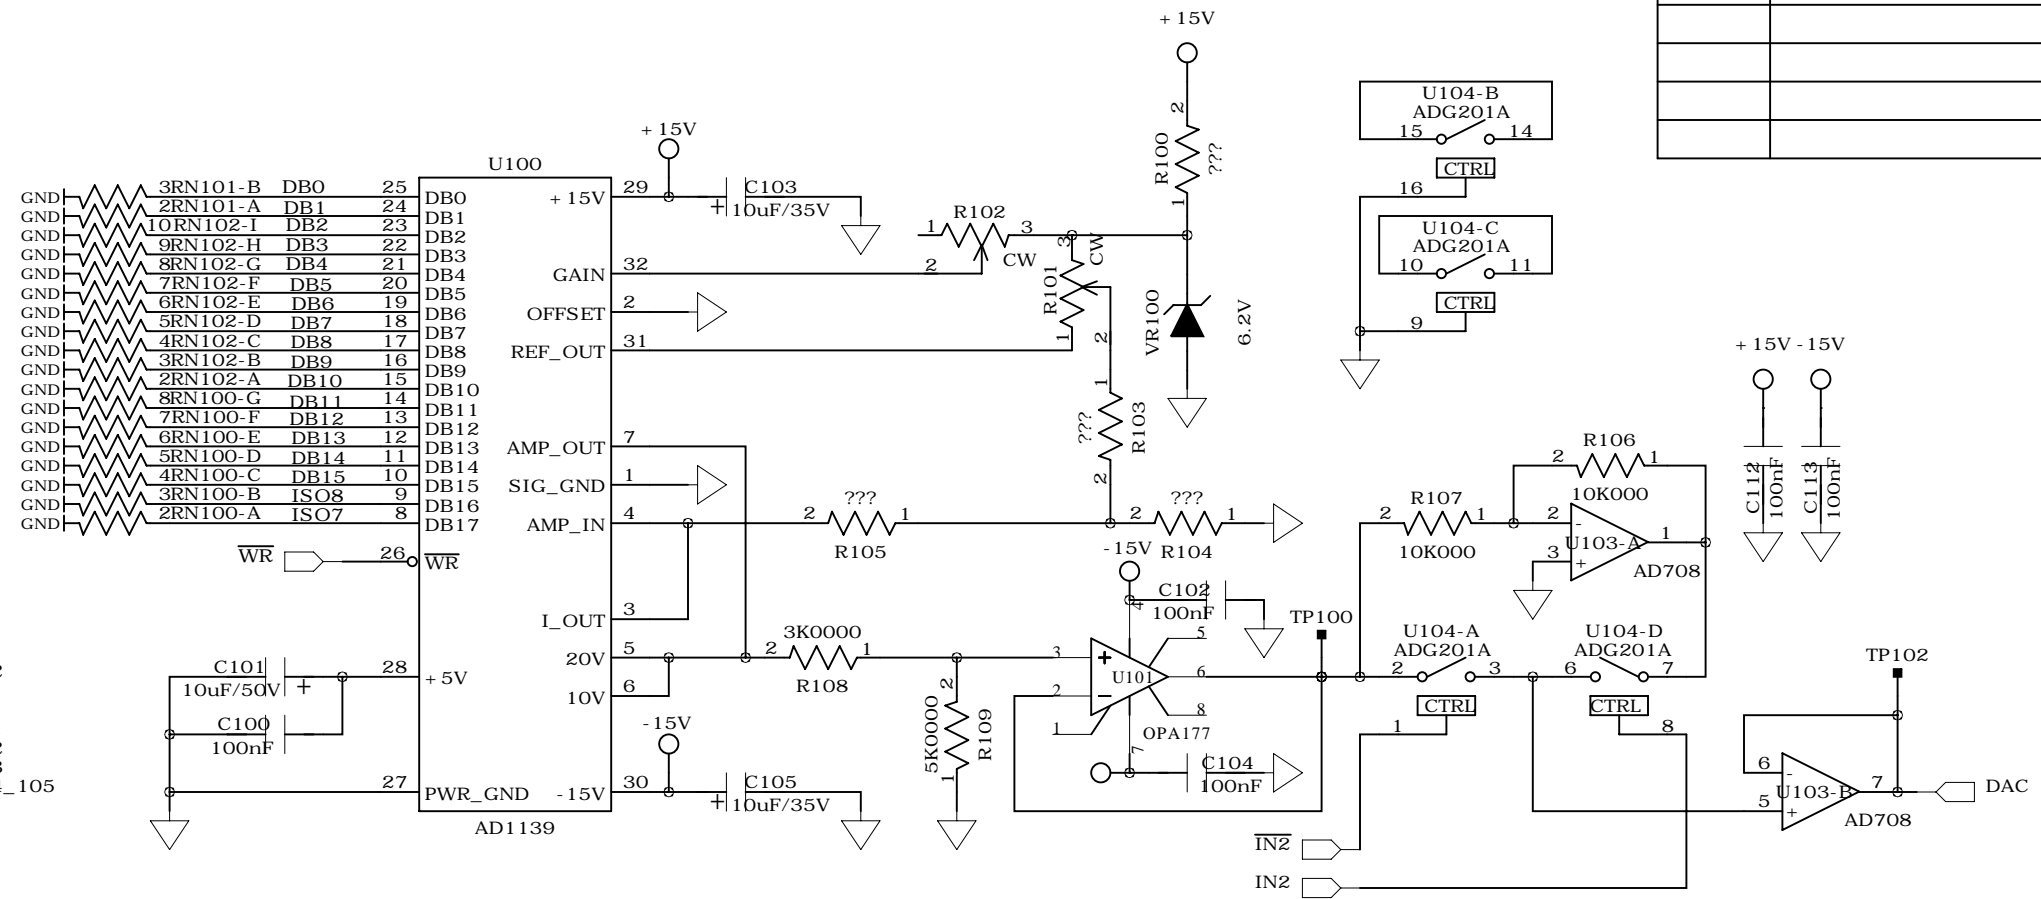 +15V
U104-B
ADG201A
15
14
CTRL
16
U104-C
ADG201A
10
11
CTRL
9
2
R100
???
1
+15V
U100
GND 3RN101-B DB0 25 DB0
GND 2RN101-A DB1 24 DB1
GND 10RN102-I DB2 23 DB2
GND 9RN102-H DB3 22 DB3
GND 8RN102-G DB4 21 DB4
GND 7RN102-F DB5 20 DB5
GND 6RN102-E DB6 19 DB6
GND 5RN102-D DB7 18 DB7
GND 4RN102-C DB8 17 DB8
GND 3RN102-B DB9 16 DB9
GND 2RN102-A DB10 15 DB10
GND 8RN100-G DB11 14 DB11
GND 7RN100-F DB12 13 DB12
GND 6RN100-E DB13 12 DB13
GND 5RN100-D DB14 11 DB14
GND 4RN100-C DB15 10 DB15
GND 3RN100-B ISO8 9 DB16
GND 2RN100-A ISO7 8 DB17
WR 26 WR
+15V 29
C103
+ 10uF/35V
GAIN 32
OFFSET 2
REF_OUT 31
AMP_OUT 7
SIG_GND 1
AMP_IN 4
I_OUT 3
20V 5
10V 6
-15V 30
C101
10uF/50V +
28 +5V
C100
100nF
27 PWR_GND
AD1139
-15V
C105
+ 10uF/35V
1 R102 3
2 CW
3
CW
R101
1
2
VR100
6.2V
1
???
R103
2
???
2 1
R105
???
2 1
R104
3K0000
2 1
R108
2
5K0000
R109
1
-15V
C102
100nF
4
3 +
2 -
1
U101
5
6
8
7
OPA177
C104
100nF
TP100
R107
2 1
10K000
R106
2 1
10K000
2 -
3 +
U103-A
1
AD708
U104-A
ADG201A
2 3
CTRL
1
U104-D
ADG201A
6 7
CTRL
8
+15V -15V
C112
100nF
C113
100nF
TP102
6 -
5 +
U103-B
7
AD708
DAC
IN2
IN2
_105